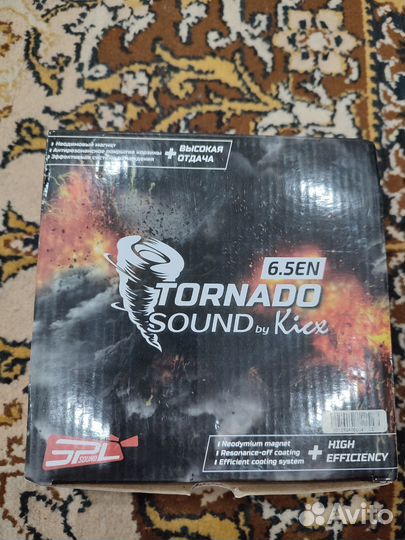 Неодимовый магнит
Антирезонансное покрытие корзины
Эффективная система охлаждения
+ ВЫСОКАЯ
ОТДАЧА
6.5EN
TORNADO
SOUND by Kicx
SPL
SOUND
Neodymium magnet
Resonance-off coating
Efficient cooling system
+ HIGH
EFFICIENCY
Avito